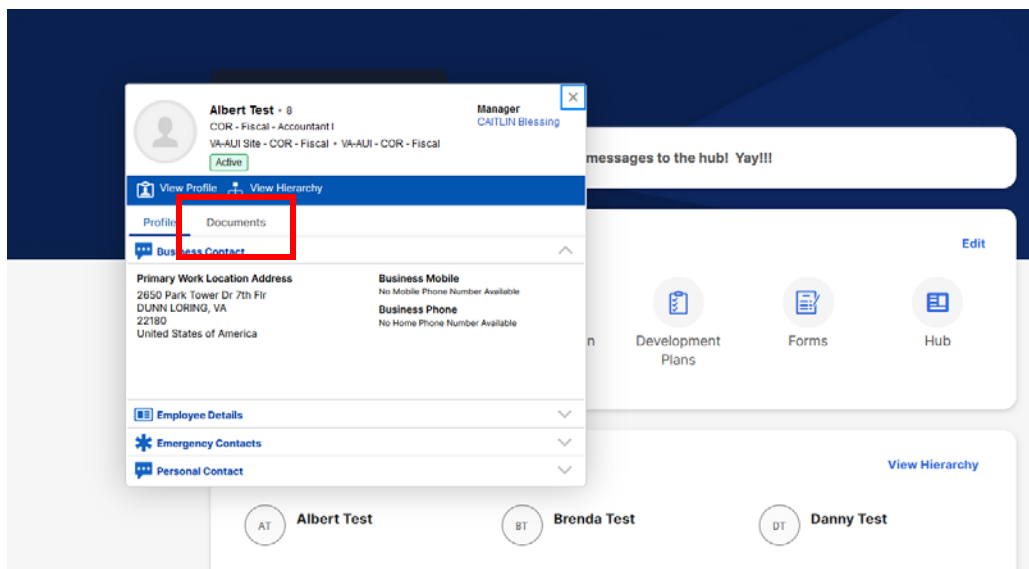 Albert Test • 8
COR - Fiscal - Accountant I
VA-AUI Site - COR - Fiscal • VA-AUI - COR - Fiscal
Active
Manager
CAITLIN Blessing
View Profile View Hierarchy
Profile Documents
Business Contact
Primary Work Location Address
2650 Park Tower Dr 7th Flr
DUNN LORING, VA
22180
United States of America
Business Mobile
No Mobile Phone Number Available
Business Phone
No Home Phone Number Available
Employee Details
Emergency Contacts
Personal Contact
messages to the hub! Yay!!!
Edit
n
Development
Plans
Forms
Hub
View Hierarchy
AT Albert Test
BT Brenda Test
DT Danny Test